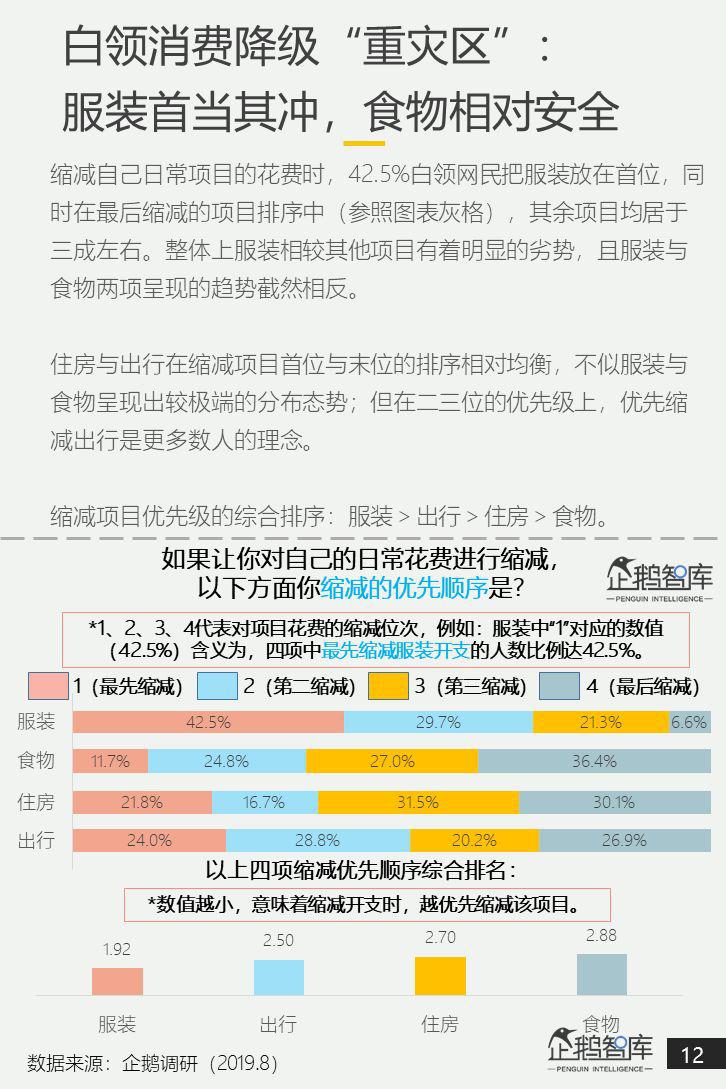 白领消费降级“重灾区”：
服装首当其冲，食物相对安全
缩减自己日常项目的花费时，42.5%白领网民把服装放在首位，同
时在最后缩减的项目排序中（参照图表灰格），其余项目均居于
三成左右。整体上服装相较其他项目有着明显的劣势，且服装与
食物两项呈现的趋势截然相反。
住房与出行在缩减项目首位与末位的排序相对均衡，不似服装与
食物呈现出较极端的分布态势；但在二三位的优先级上，优先缩
减出行是更多数人的理念。
缩减项目优先级的综合排序：服装 > 出行 > 住房 > 食物。
如果让你对自己的日常花费进行缩减，
以下方面你缩减的优先顺序是？
企鹅智库
PENGUIN INTELLIGENCE
*1、2、3、4代表对项目花费的缩减位次，例如：服装中“1”对应的数值
（42.5%）含义为，四项中最先缩减服装开支的人数比例达42.5%。
1（最先缩减） 2（第二缩减） 3（第三缩减） 4（最后缩减）
服装 42.5% 29.7% 21.3% 6.6%
食物 11.7% 24.8% 27.0% 36.4%
住房 21.8% 16.7% 31.5% 30.1%
出行 24.0% 28.8% 20.2% 26.9%
以上四项缩减优先顺序综合排名：
*数值越小，意味着缩减开支时，越优先缩减该项目。
1.92 2.50 2.70 2.88
服装 出行 住房 食物
企鹅智库
PENGUIN INTELLIGENCE
数据来源：企鹅调研（2019.8）
12